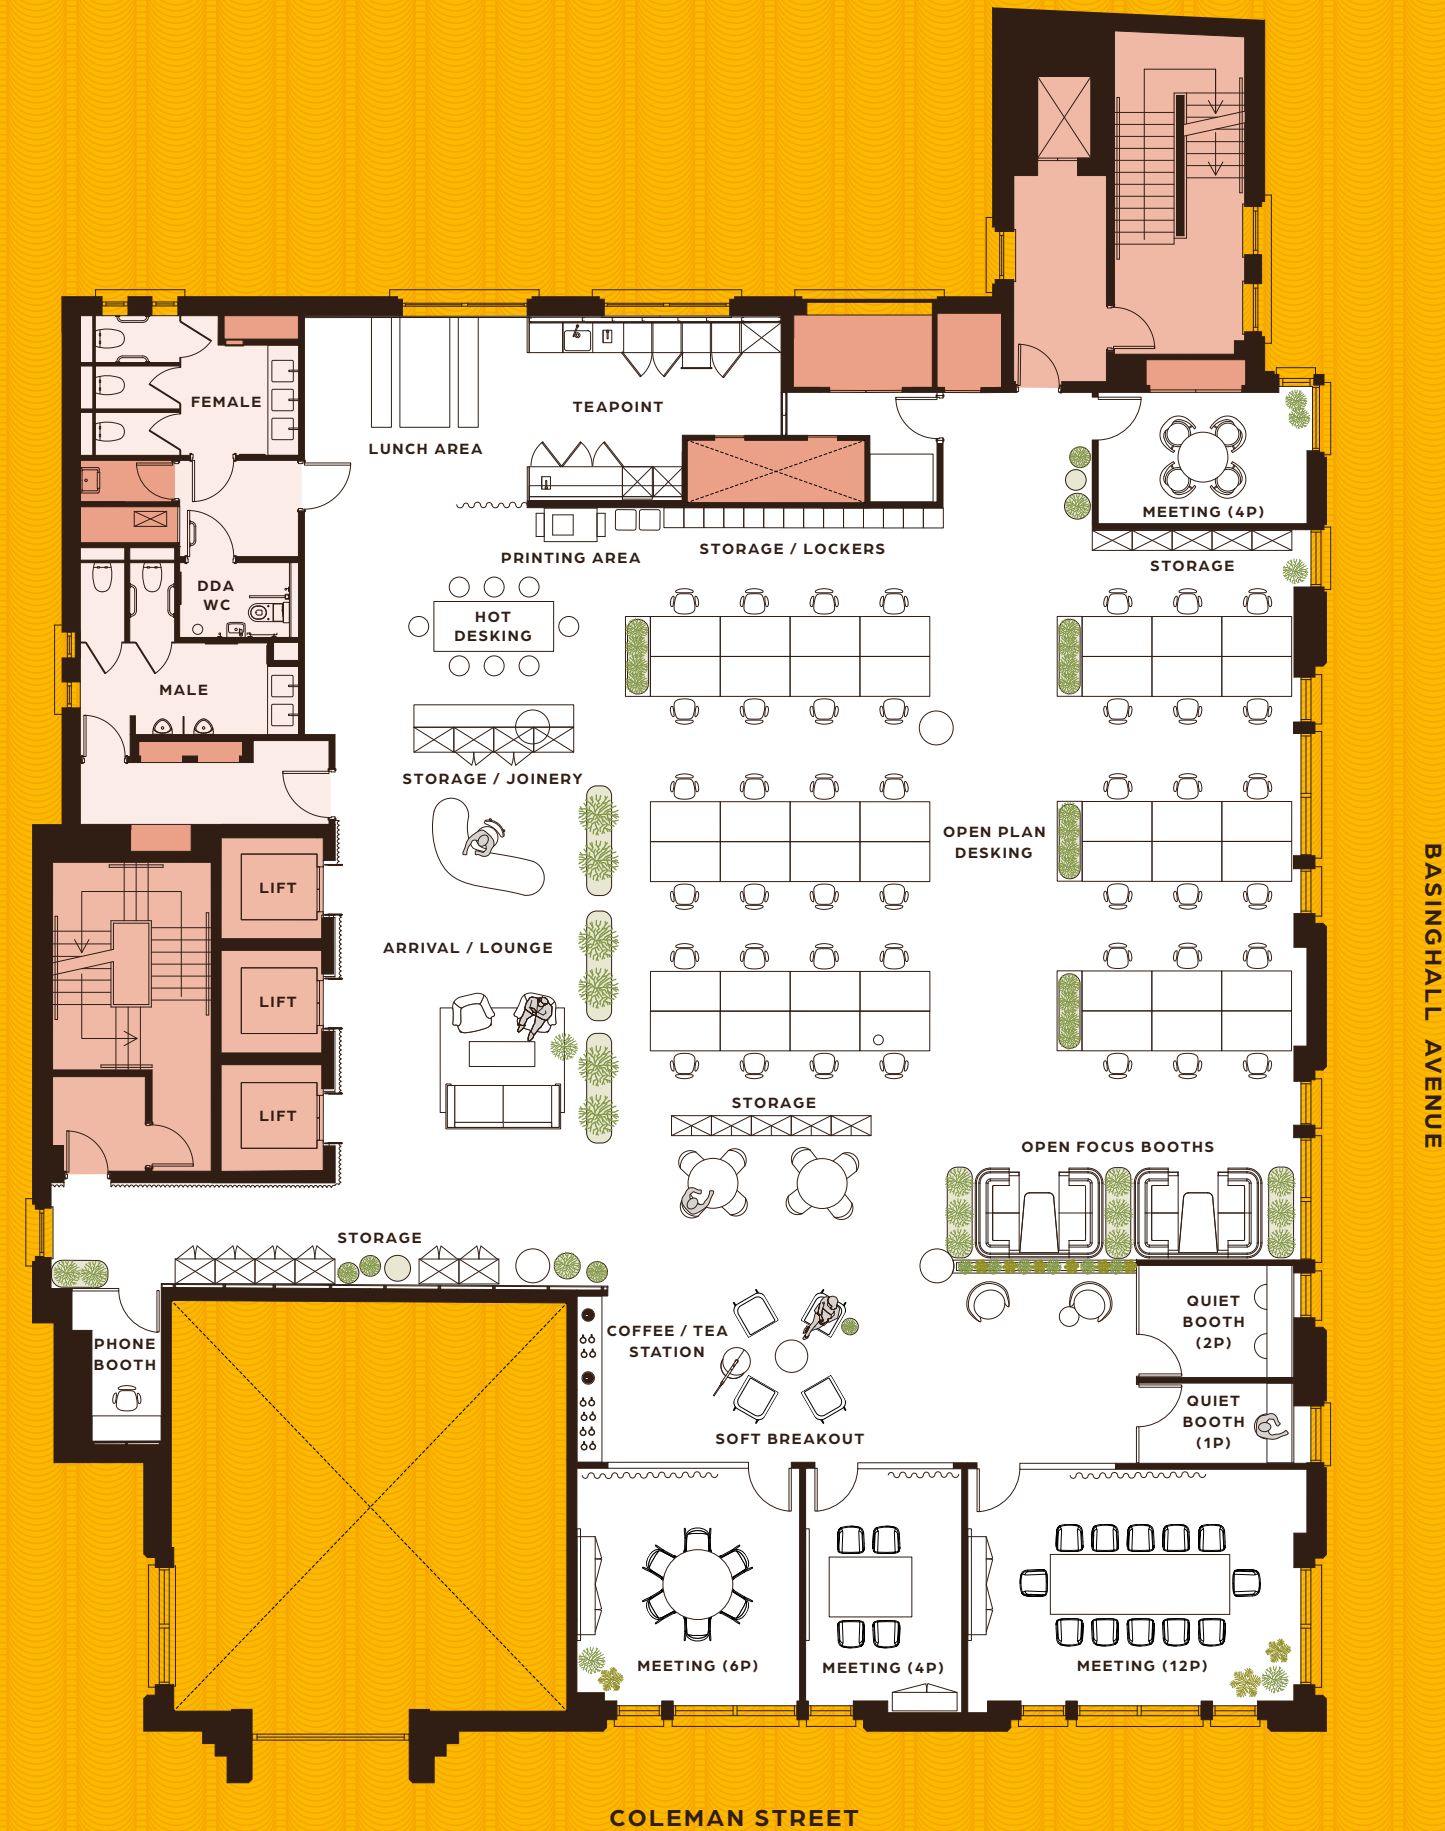 FEMALE
LUNCH AREA
TEAPOINT
MEETING (4P)
PRINTING AREA
STORAGE / LOCKERS
STORAGE
DDA
WC
HOT
DESKING
MALE
STORAGE / JOINERY
OPEN PLAN
DESKING
LIFT
ARRIVAL / LOUNGE
LIFT
LIFT
STORAGE
OPEN FOCUS BOOTHS
BASINGHALL AVENUE
STORAGE
PHONE
BOOTH
COFFEE / TEA
STATION
QUIET
BOOTH
(2P)
QUIET
BOOTH
(1P)
SOFT BREAKOUT
MEETING (6P)
MEETING (4P)
MEETING (12P)
COLEMAN STREET